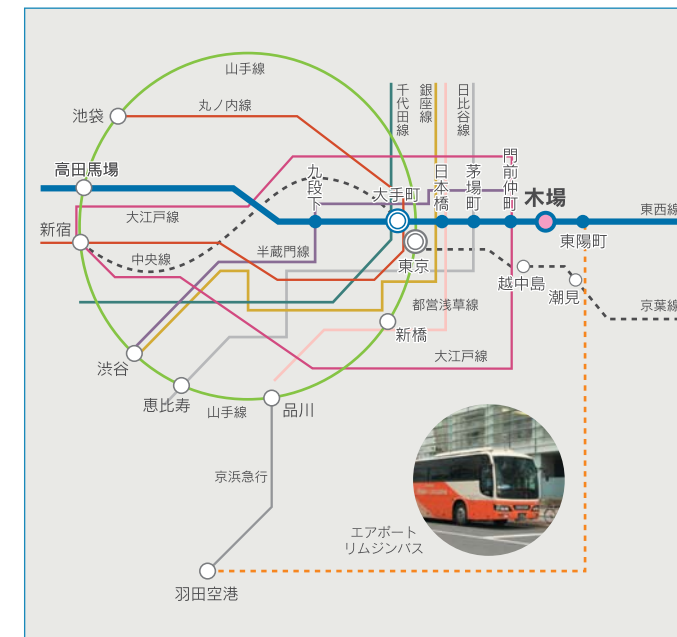 山手線
池袋
丸ノ内線
千代田線
銀座線
日比谷線
高田馬場
九段下
大手町
日本橋
茅場町
門前仲町
木場
東西線
新宿
大江戸線
中央線
半蔵門線
東京
東陽町
越中島
潮見
都営浅草線
京葉線
新橋
渋谷
大江戸線
恵比寿
山手線
品川
京浜急行
エアポート
リムジンバス
羽田空港